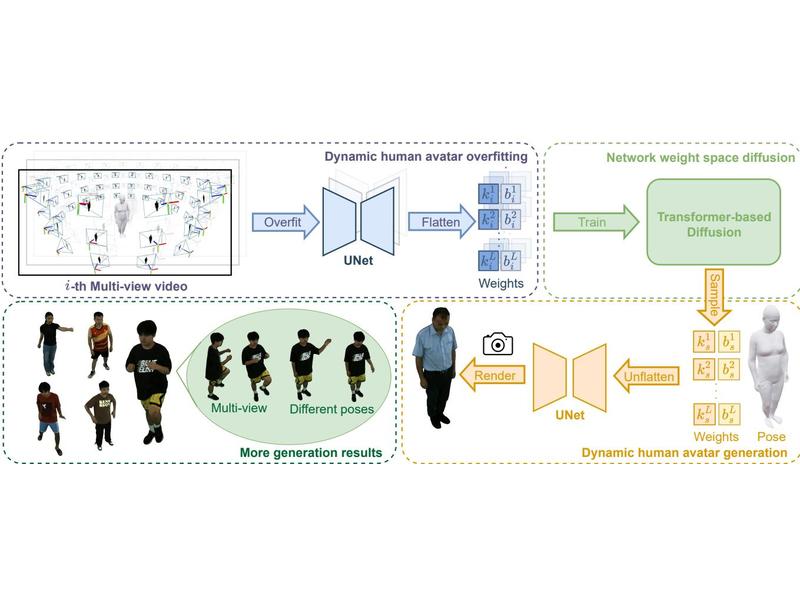 Dynamic human avatar overfitting
Overfit
UNet
Flatten
k_i^1 b_i^1
k_i^2 b_i^2
k_i^L b_i^L
Weights
i-th Multi-view video
Network weight space diffusion
Train
Transformer-based
Diffusion
Sample
Multi-view
Different poses
More generation results
Render
UNet
Unflatten
k_s^1 b_s^1
k_s^2 b_s^2
k_s^L b_s^L
Weights
Pose
Dynamic human avatar generation